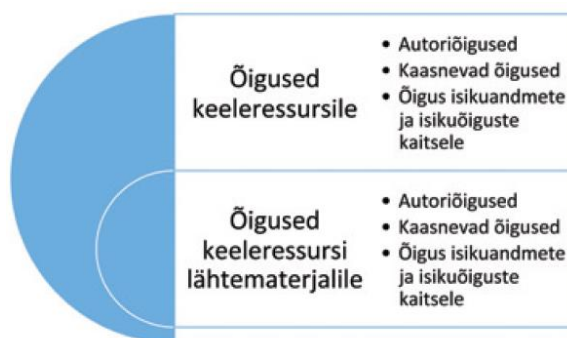 Õigused
keeleressursile
• Autoriõigused
• Kaasnevad õigused
• Õigus isikuandmete
ja isikuõiguste
kaitsele
Õigused
keeleressursi
lähtematerjalile
• Autoriõigused
• Kaasnevad õigused
• Õigus isikuandmete
ja isikuõiguste
kaitsele